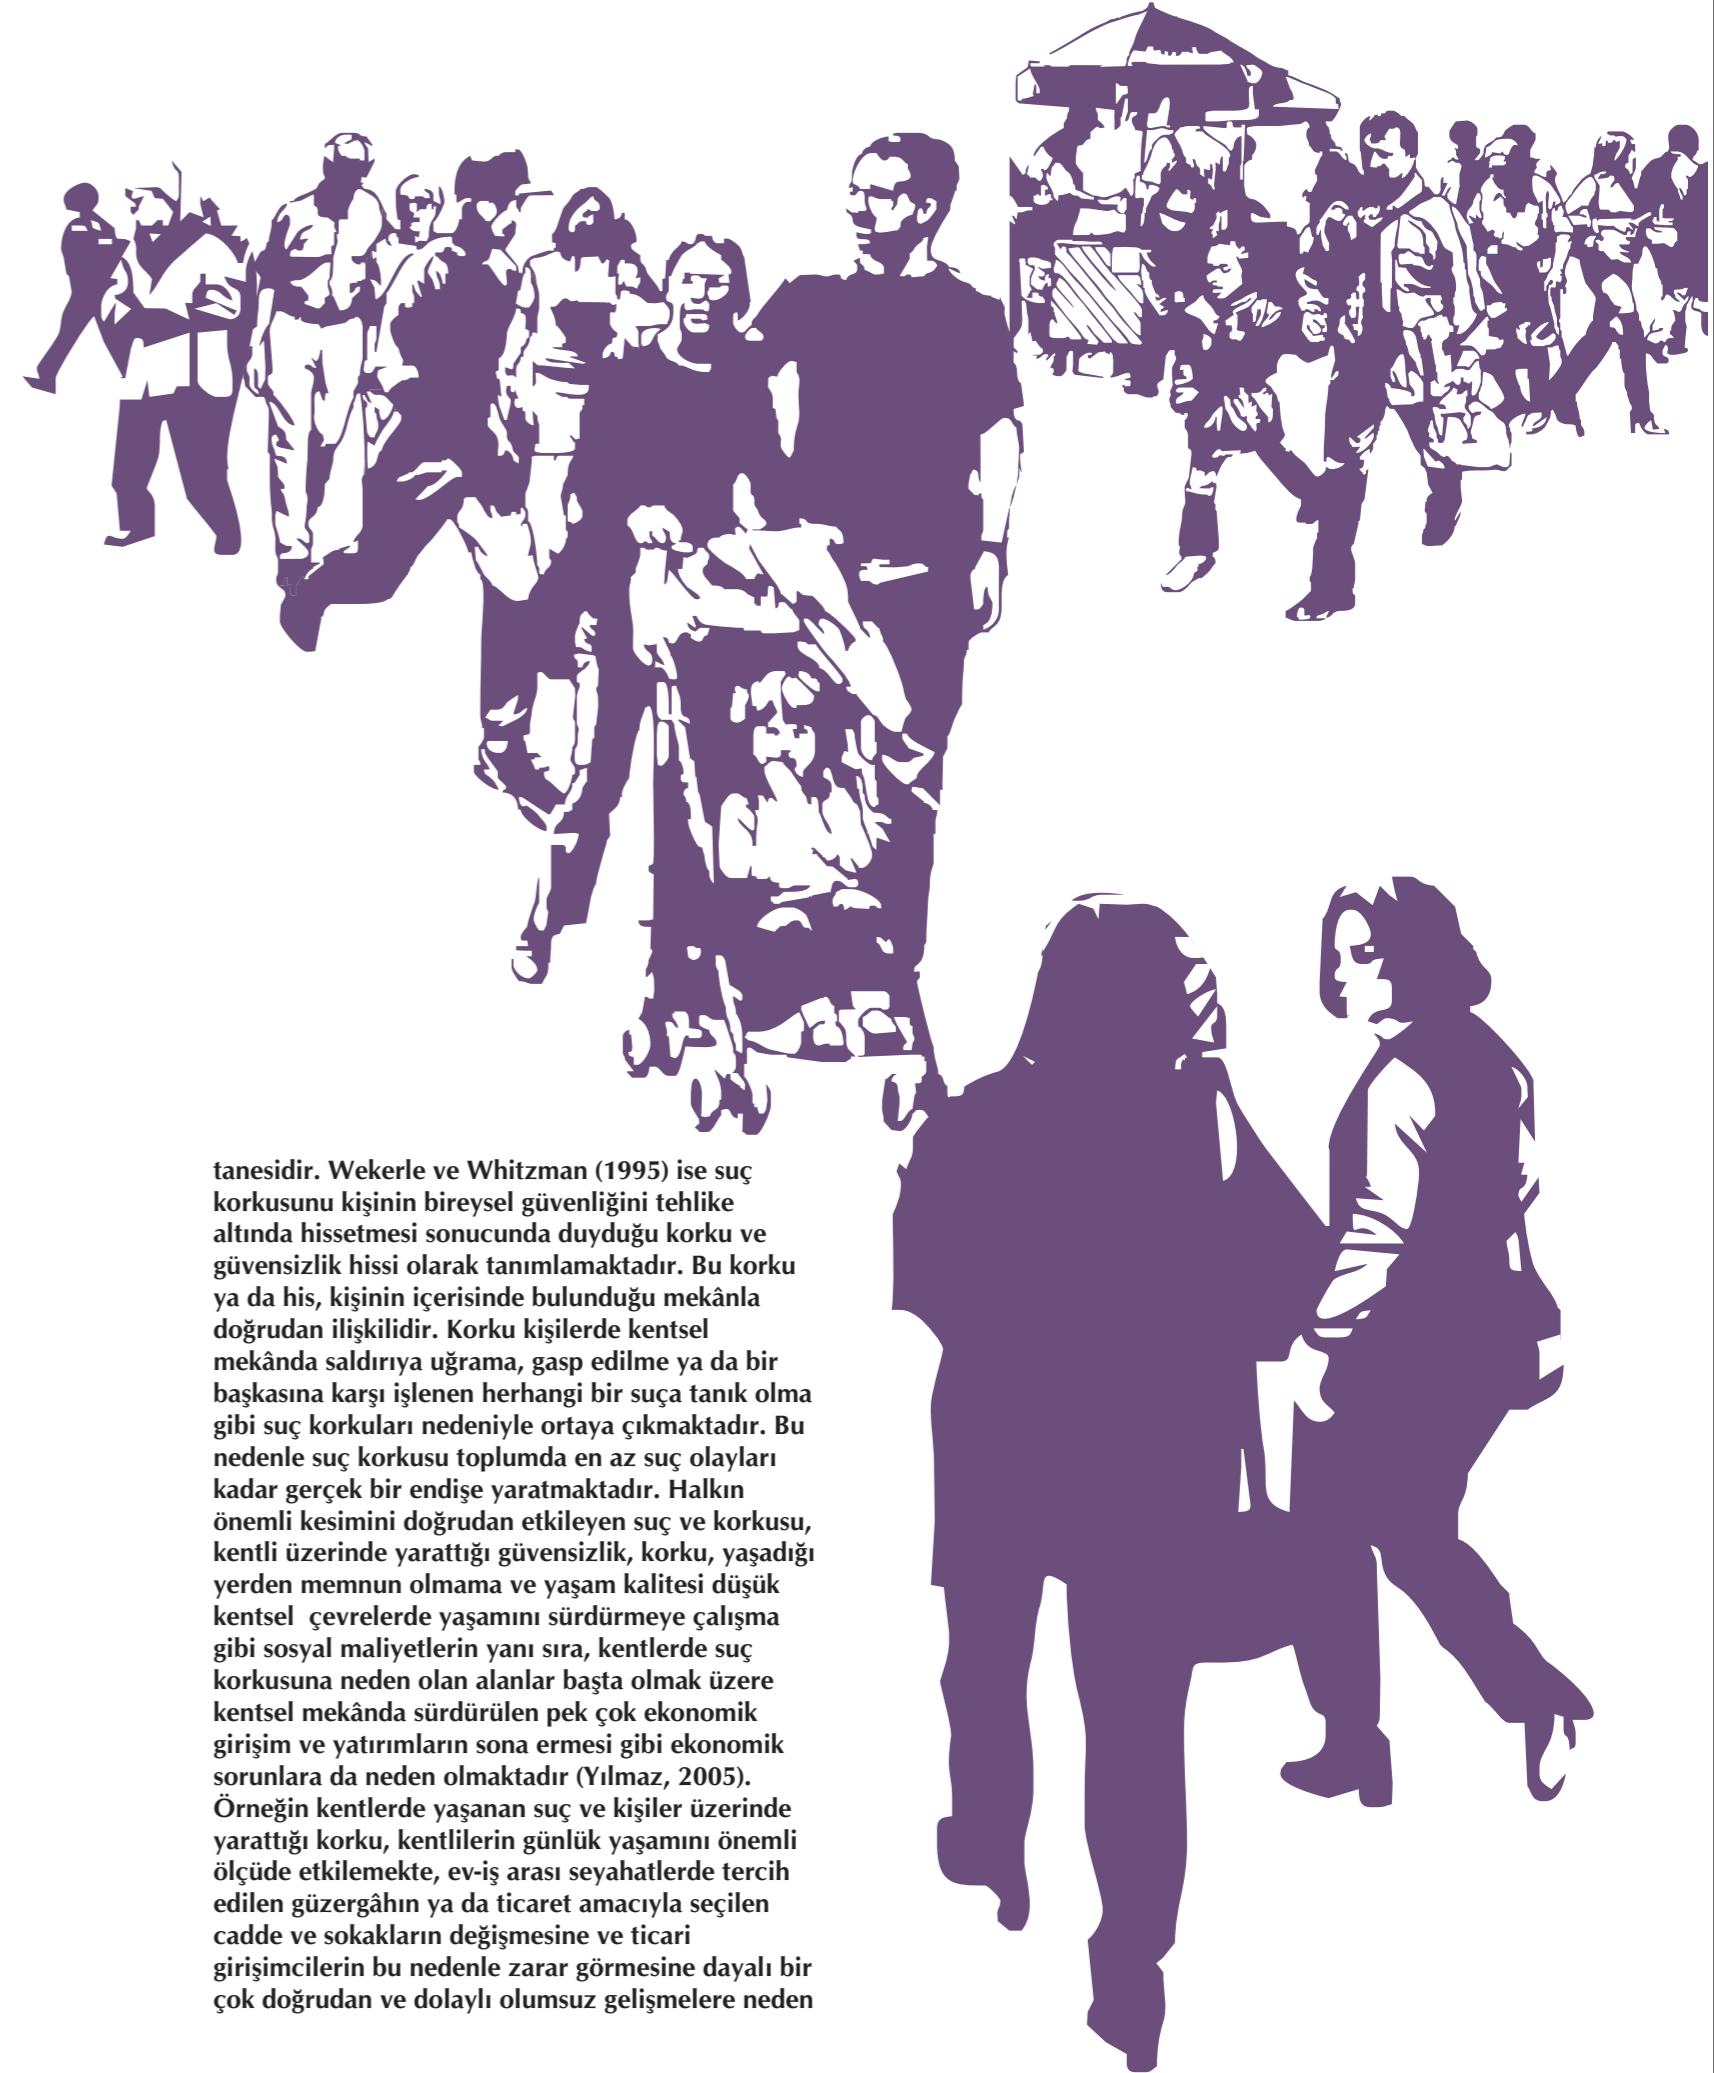 tanesidir. Wekerle ve Whitzman (1995) ise suç
korkusunu kişinin bireysel güvenliğini tehlike
altında hissetmesi sonucunda duyduğu korku ve
güvensizlik hissi olarak tanımlamaktadır. Bu korku
ya da his, kişinin içerisinde bulunduğu mekânla
doğrudan ilişkilidir. Korku kişilerde kentsel
mekânda saldırıya uğrama, gasp edilme ya da bir
başkasına karşı işlenen herhangi bir suça tanık olma
gibi suç korkuları nedeniyle ortaya çıkmaktadır. Bu
nedenle suç korkusu toplumda en az suç olayları
kadar gerçek bir endişe yaratmaktadır. Halkın
önemli kesimini doğrudan etkileyen suç ve korkusu,
kentli üzerinde yarattığı güvensizlik, korku, yaşadığı
yerden memnun olmama ve yaşam kalitesi düşük
kentsel  çevrelerde yaşamını sürdürmeye çalışma
gibi sosyal maliyetlerin yanı sıra, kentlerde suç
korkusuna neden olan alanlar başta olmak üzere
kentsel mekânda sürdürülen pek çok ekonomik
girişim ve yatırımların sona ermesi gibi ekonomik
sorunlara da neden olmaktadır (Yılmaz, 2005).
Örneğin kentlerde yaşanan suç ve kişiler üzerinde
yarattığı korku, kentlilerin günlük yaşamını önemli
ölçüde etkilemekte, ev-iş arası seyahatlerde tercih
edilen güzergâhın ya da ticaret amacıyla seçilen
cadde ve sokakların değişmesine ve ticari
girişimcilerin bu nedenle zarar görmesine dayalı bir
çok doğrudan ve dolaylı olumsuz gelişmelere neden